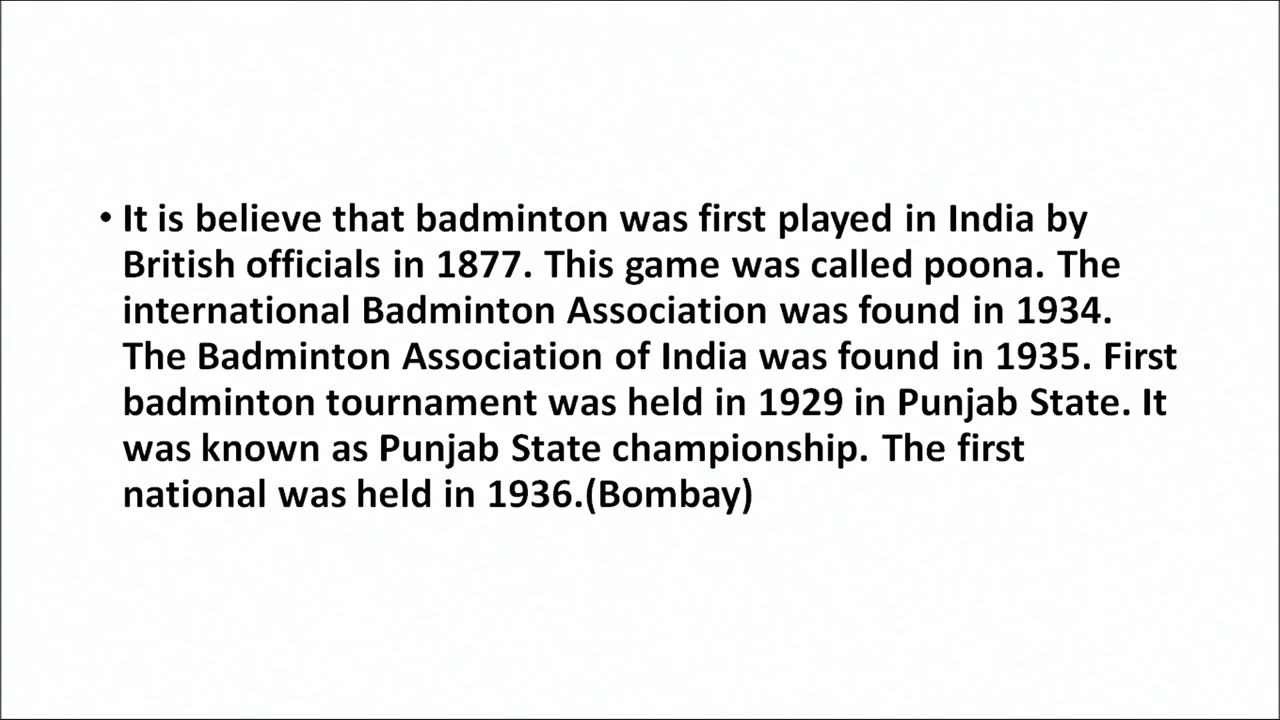 • It is believe that badminton was first played in India by
British officials in 1877. This game was called poona. The
international Badminton Association was found in 1934.
The Badminton Association of India was found in 1935. First
badminton tournament was held in 1929 in Punjab State. It
was known as Punjab State championship. The first
national was held in 1936.(Bombay)